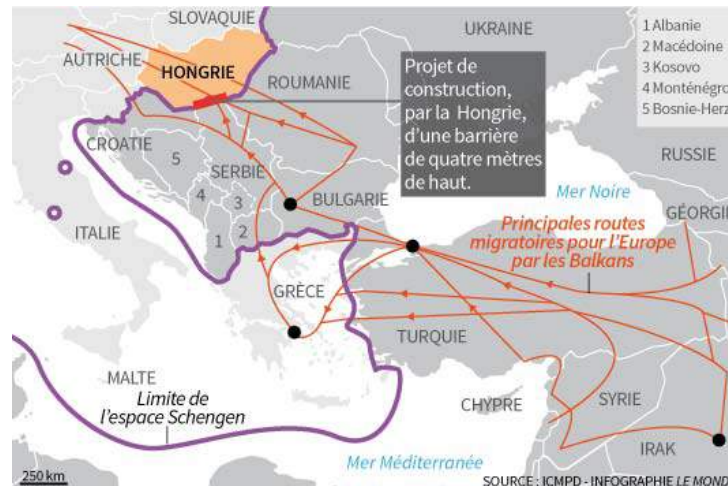 SLOVAQUIE
UKRAINE
1 Albanie
2 Macédoine
3 Kosovo
4 Monténégro
5 Bosnie-Herz
AUTRICHE
HONGRIE
ROUMANIE
Projet de
construction,
par la Hongrie,
d'une barrière
de quatre mètres
de haut.
CROATIE
5
SERBIE
4
3
2
1
BULGARIE
RUSSIE
Mer Noire
GÉORGIE
ITALIE
Principales routes
migratoires pour l'Europe
par les Balkans
GRÈCE
TURQUIE
MALTE
Limite de
l'espace Schengen
CHYPRE
SYRIE
IRAK
Mer Méditerranée
250 km
SOURCE : ICMPD - INFOGRAPHIE LE MON